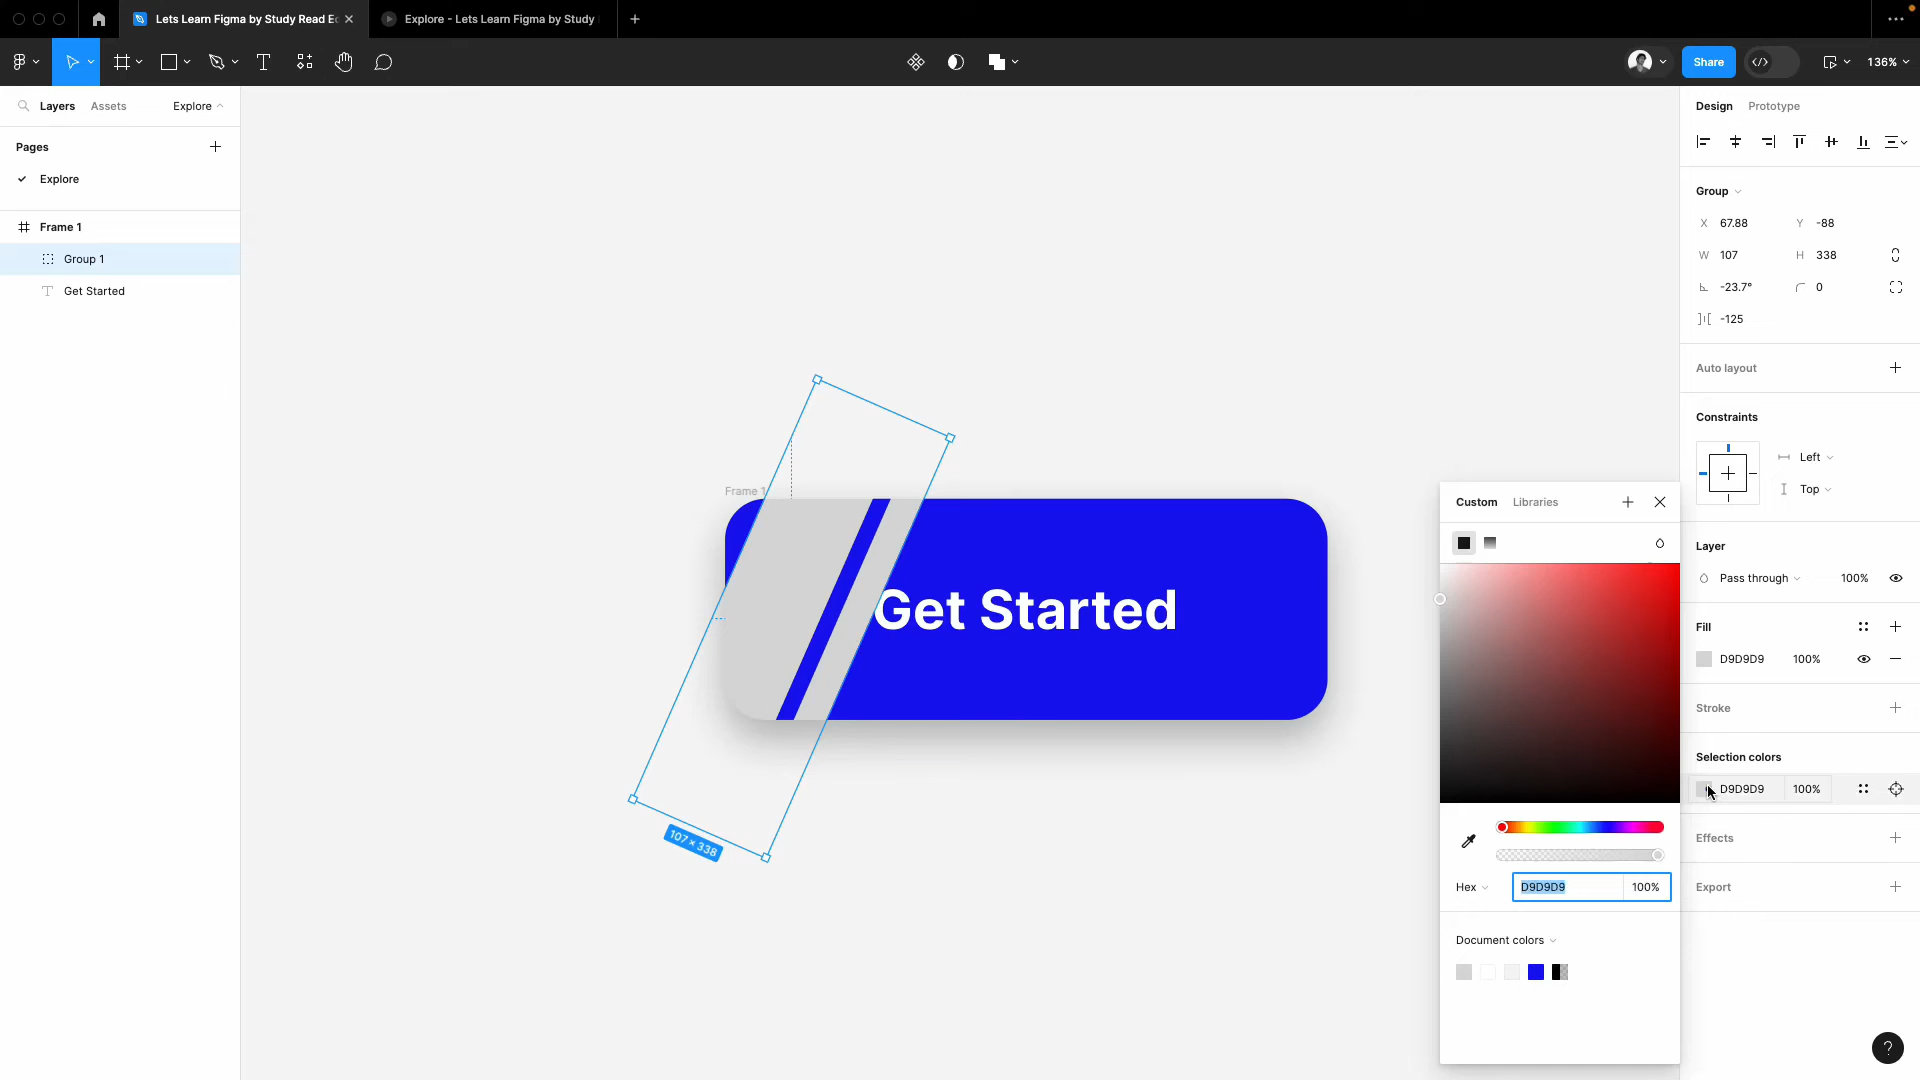 Lets Learn Figma by Study Read Ed
Explore - Lets Learn Figma by Study
Share
136%
Layers
Assets
Explore
Pages
Explore
Frame 1
Group 1
Get Started
Frame 1
Get Started
107 × 338
Design
Prototype
Group
X 67.88
Y -88
W 107
H 338
-23.7°
0
-125
Auto layout
Constraints
Left
Top
Layer
Pass through
100%
Fill
D9D9D9
100%
Stroke
Selection colors
D9D9D9
100%
Effects
Export
Custom
Libraries
Hex
D9D9D9
100%
Document colors
?